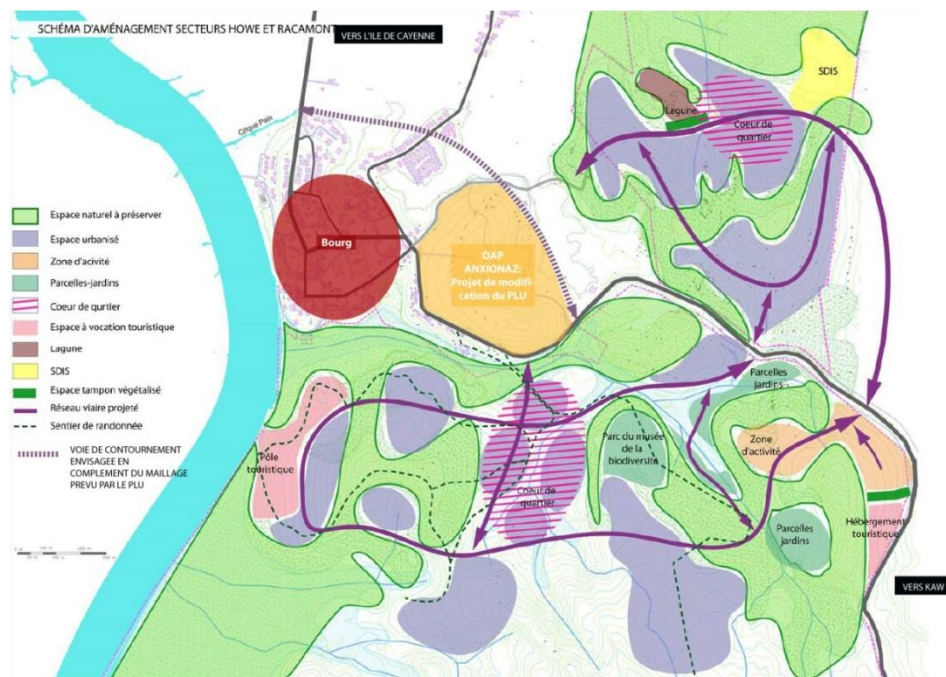 SCHÉMA D'AMÉNAGEMENT SECTEURS HOWE ET RACAMONT
VERS L'ILE DE CAYENNE
SDIS
Lagune
Coeur de
quartier
Crique Pain
Bourg
OAP
ANXIONAZ:
Projet de modifi-
cation du PLU
Espace naturel à préserver
Espace urbanisé
Zone d'acivité
Parcelles-jardins
Coeur de qurtier
Espace à vocation touristique
Lagune
SDIS
Espace tampon végétalisé
Réseau viaire projeté
Sentier de randonnée
VOIE DE CONTOURNEMENT
ENVISAGEE EN
COMPLEMENT DU MAILLAGE
PREVU PAR LE PLU
Parcelles
jardins
Parc du musée
de la
biodiversité
Zone
d'activité
Pôle
touristique
Coeur de
quartier
Parcelles
jardins
Hébergement
touristique
VERS KAW